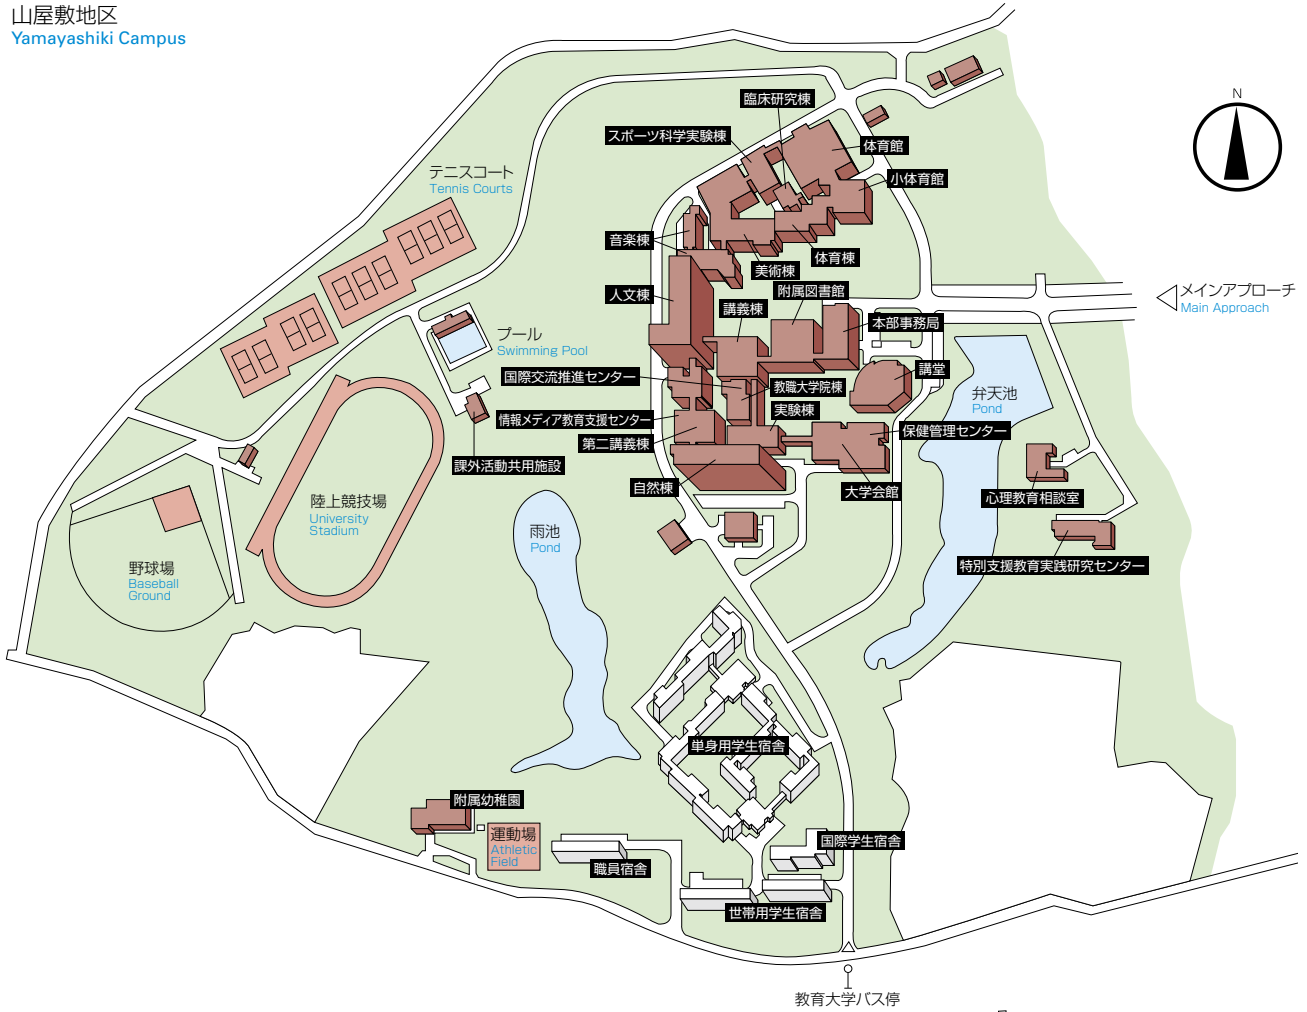 山屋敷地区
Yamayashiki Campus
N
臨床研究棟
スポーツ科学実験棟
体育館
テニスコート
Tennis Courts
小体育館
音楽棟
体育棟
美術棟
人文棟
附属図書館
メインアプローチ
Main Approach
講義棟
本部事務局
プール
Swimming Pool
国際交流推進センター
教職大学院棟
講堂
弁天池
Pond
実験棟
情報メディア教育支援センター
保健管理センター
第二講義棟
課外活動共用施設
自然棟
大学会館
心理教育相談室
陸上競技場
University
Stadium
雨池
Pond
野球場
Baseball
Ground
特別支援教育実践研究センター
単身用学生宿舎
附属幼稚園
運動場
Athletic
Field
国際学生宿舎
職員宿舎
世帯用学生宿舎
教育大学バス停